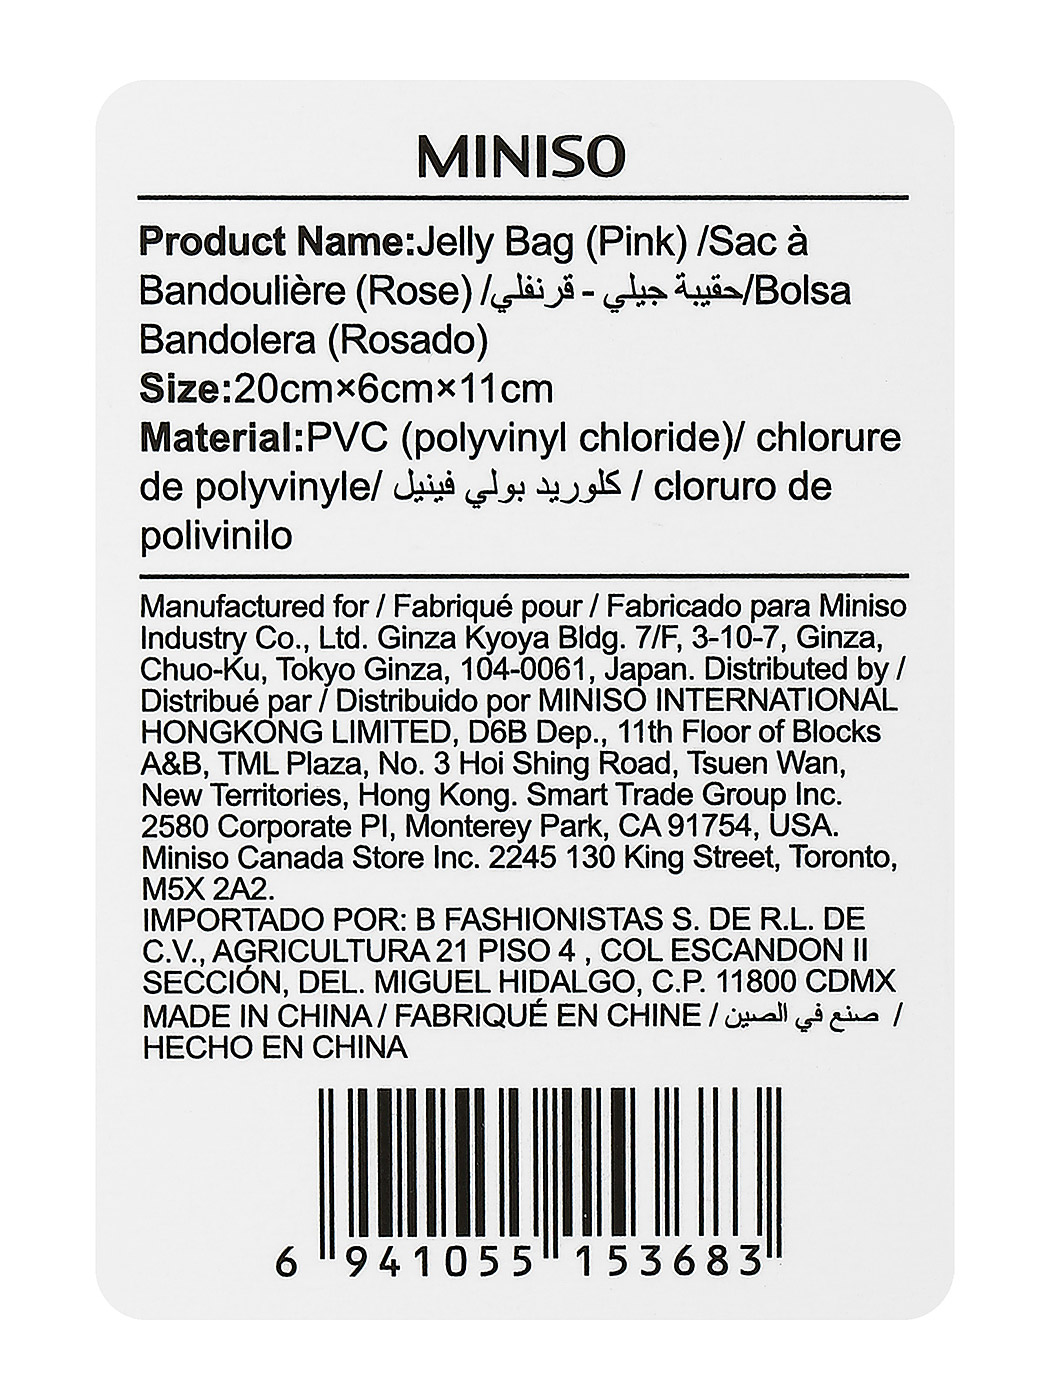 MINISO
Product Name:Jelly Bag (Pink) /Sac à
Bandoulière (Rose) /حقيبة جيلي - قرنفلي/Bolsa
Bandolera (Rosado)
Size:20cm×6cm×11cm
Material:PVC (polyvinyl chloride)/ chlorure
de polyvinyle/ كلوريد بولي فينيل / cloruro de
polivinilo
Manufactured for / Fabriqué pour / Fabricado para Miniso
Industry Co., Ltd. Ginza Kyoya Bldg. 7/F, 3-10-7, Ginza,
Chuo-Ku, Tokyo Ginza, 104-0061, Japan. Distributed by /
Distribué par / Distribuido por MINISO INTERNATIONAL
HONGKONG LIMITED, D6B Dep., 11th Floor of Blocks
A&B, TML Plaza, No. 3 Hoi Shing Road, Tsuen Wan,
New Territories, Hong Kong. Smart Trade Group Inc.
2580 Corporate Pl, Monterey Park, CA 91754, USA.
Miniso Canada Store Inc. 2245 130 King Street, Toronto,
M5X 2A2.
IMPORTADO POR: B FASHIONISTAS S. DE R.L. DE
C.V., AGRICULTURA 21 PISO 4 , COL ESCANDON II
SECCIÓN, DEL. MIGUEL HIDALGO, C.P. 11800 CDMX
MADE IN CHINA / FABRIQUÉ EN CHINE / صنع في الصين /
HECHO EN CHINA
6 941055 153683